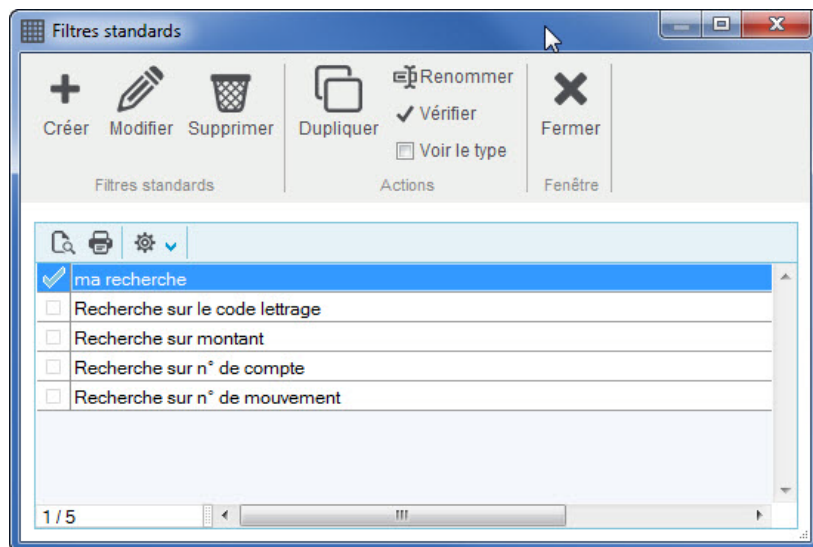 Filtres standards
Créer
Modifier
Supprimer
Filtres standards
Dupliquer
Renommer
Vérifier
Voir le type
Actions
Fermer
Fenêtre
ma recherche
Recherche sur le code lettrage
Recherche sur montant
Recherche sur n° de compte
Recherche sur n° de mouvement
1 / 5